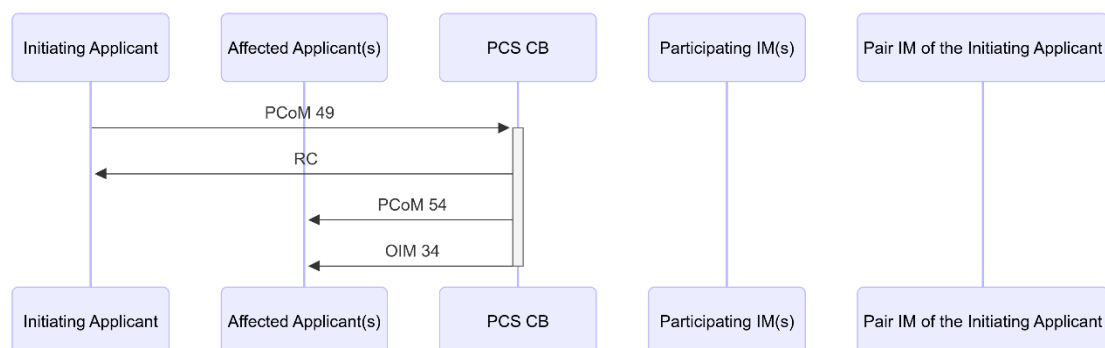 Initiating Applicant
Affected Applicant(s)
PCS CB
Participating IM(s)
Pair IM of the Initiating Applicant
PCoM 49
RC
PCoM 54
OIM 34
Initiating Applicant
Affected Applicant(s)
PCS CB
Participating IM(s)
Pair IM of the Initiating Applicant